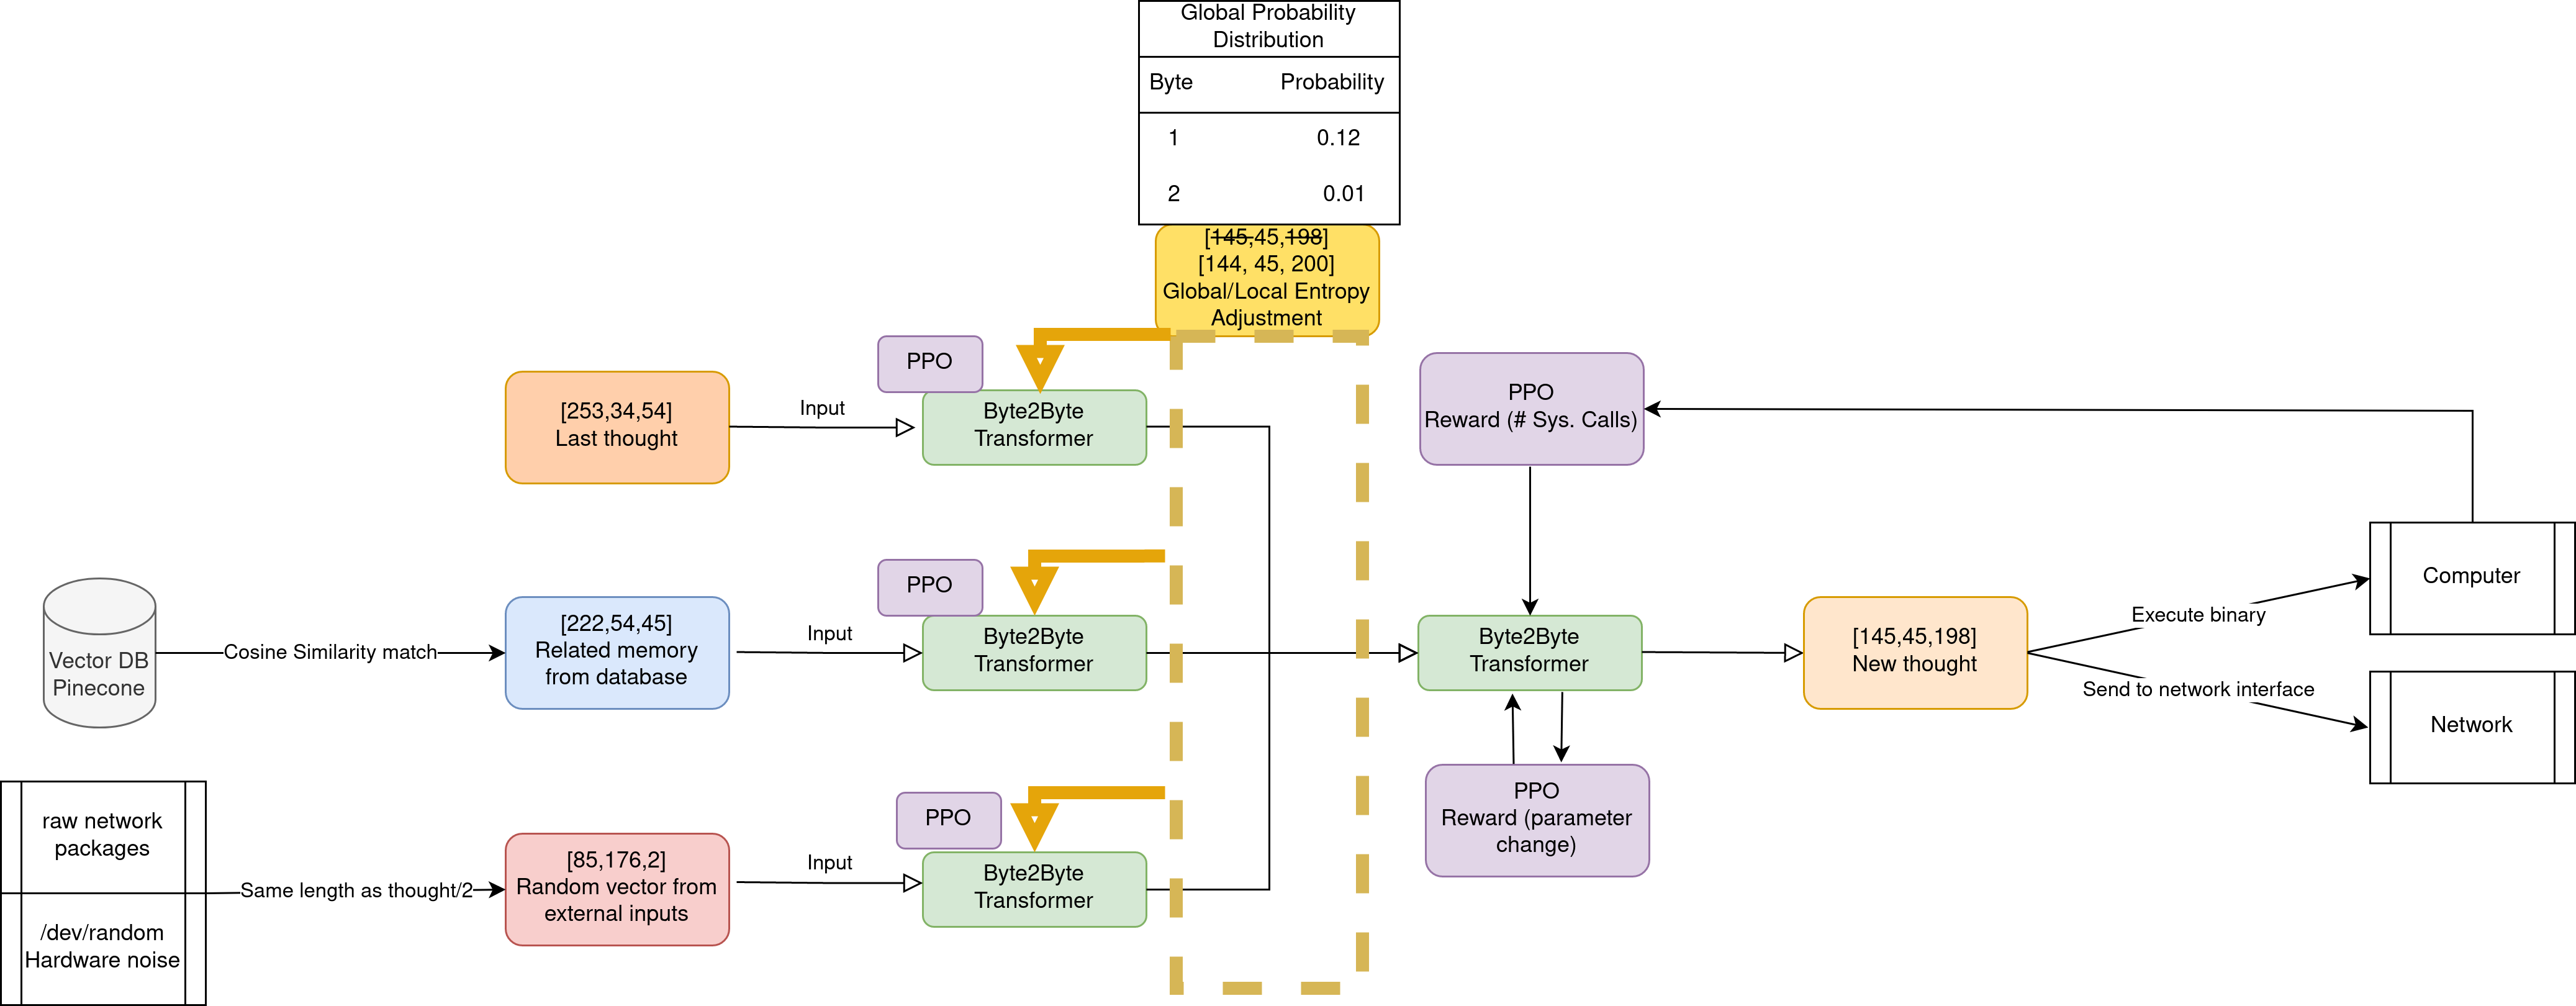 Global Probability
Distribution
Byte Probability
1 0.12
2 0.01
[145,45,198]
[144, 45, 200]
Global/Local Entropy
Adjustment
PPO
[253,34,54]
Last thought
Input
Byte2Byte
Transformer
PPO
Reward (# Sys. Calls)
Vector DB
Pinecone
Cosine Similarity match
[222,54,45]
Related memory
from database
Input
PPO
Byte2Byte
Transformer
Byte2Byte
Transformer
[145,45,198]
New thought
Execute binary
Computer
Send to network interface
Network
raw network
packages
/dev/random
Hardware noise
Same length as thought/2
[85,176,2]
Random vector from
external inputs
Input
PPO
Byte2Byte
Transformer
PPO
Reward (parameter
change)